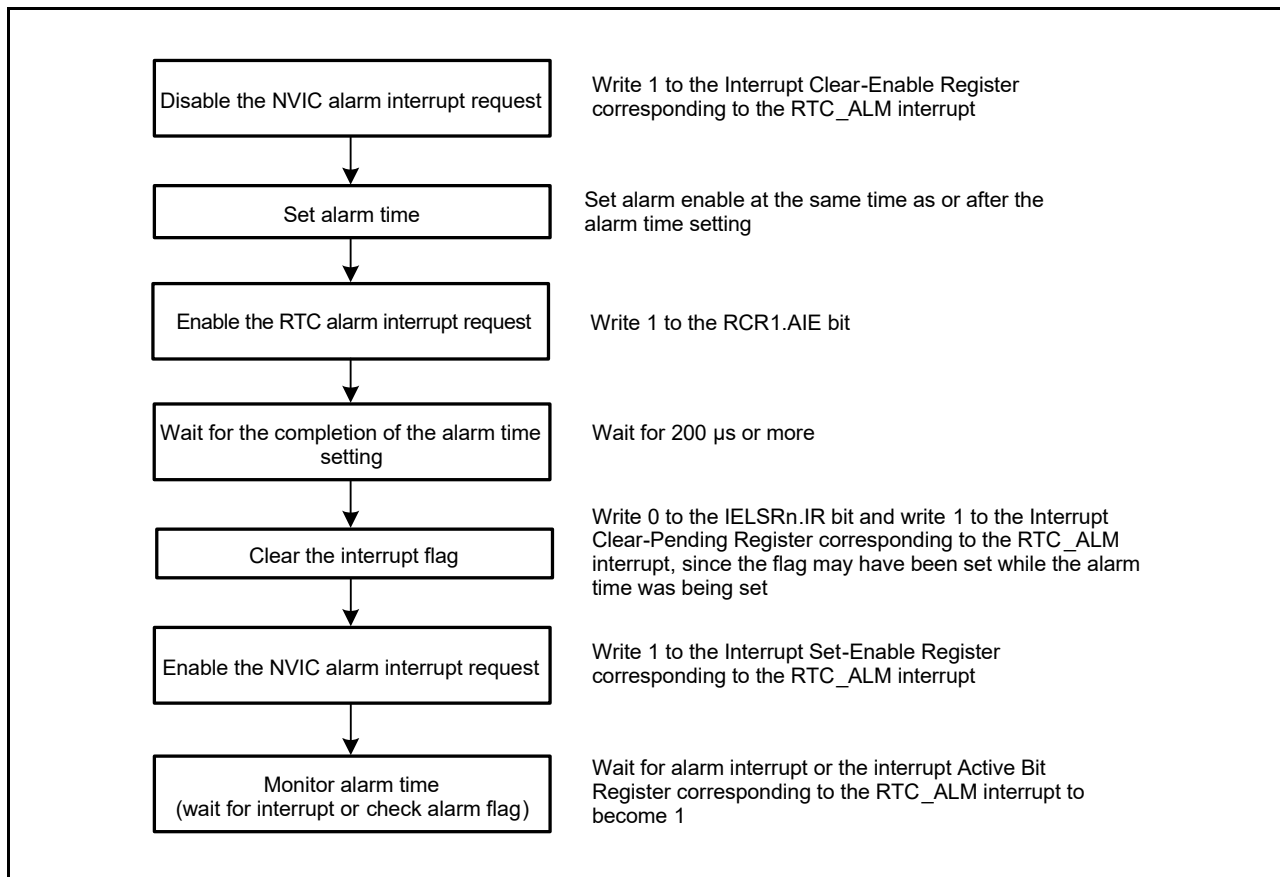 Disable the NVIC alarm interrupt request
Write 1 to the Interrupt Clear-Enable Register
corresponding to the RTC_ALM interrupt
Set alarm time
Set alarm enable at the same time as or after the
alarm time setting
Enable the RTC alarm interrupt request
Write 1 to the RCR1.AIE bit
Wait for the completion of the alarm time
setting
Wait for 200 µs or more
Clear the interrupt flag
Write 0 to the IELSRn.IR bit and write 1 to the Interrupt
Clear-Pending Register corresponding to the RTC_ALM
interrupt, since the flag may have been set while the alarm
time was being set
Enable the NVIC alarm interrupt request
Write 1 to the Interrupt Set-Enable Register
corresponding to the RTC_ALM interrupt
Monitor alarm time
(wait for interrupt or check alarm flag)
Wait for alarm interrupt or the interrupt Active Bit
Register corresponding to the RTC_ALM interrupt to
become 1